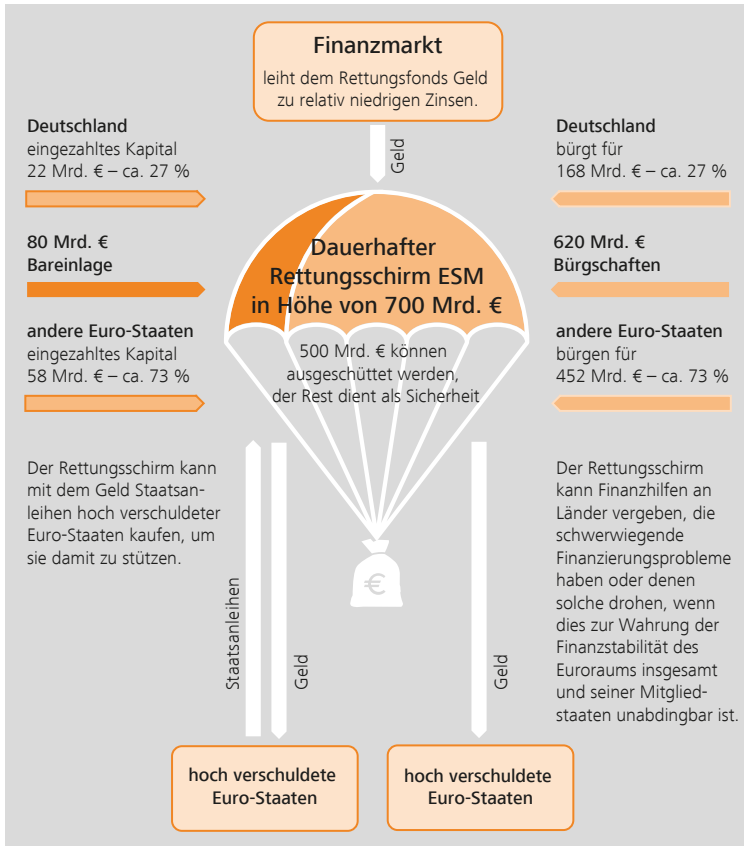 Finanzmarkt
leiht dem Rettungsfonds Geld
zu relativ niedrigen Zinsen.
Geld
Deutschland
eingezahltes Kapital
22 Mrd. € – ca. 27 %
80 Mrd. €
Bareinlage
andere Euro-Staaten
eingezahltes Kapital
58 Mrd. € – ca. 73 %
Dauerhafter
Rettungsschirm ESM
in Höhe von 700 Mrd. €
500 Mrd. € können
ausgeschüttet werden,
der Rest dient als Sicherheit
Deutschland
bürgt für
168 Mrd. € – ca. 27 %
620 Mrd. €
Bürgschaften
andere Euro-Staaten
bürgen für
452 Mrd. € – ca. 73 %
Der Rettungsschirm kann
mit dem Geld Staatsan-
leihen hoch verschuldeter
Euro-Staaten kaufen, um
sie damit zu stützen.
Staatsanleihen
Geld
€
Geld
Der Rettungsschirm
kann Finanzhilfen an
Länder vergeben, die
schwerwiegende
Finanzierungsprobleme
haben oder denen
solche drohen, wenn
dies zur Wahrung der
Finanzstabilität des
Euroraums insgesamt
und seiner Mitglied-
staaten unabdingbar ist.
hoch verschuldete
Euro-Staaten
hoch verschuldete
Euro-Staaten